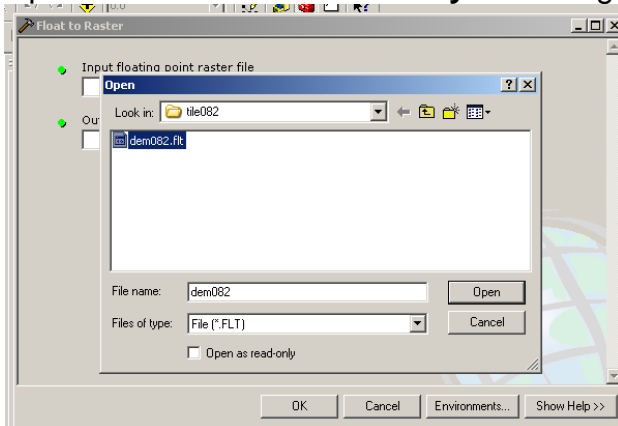 Float to Raster
Input floating point raster file
Open
Look in: tile082
Ou
dem082.flt
File name: dem082 Open
Files of type: File (*.FLT) Cancel
Open as read-only
OK Cancel Environments... Show Help >>